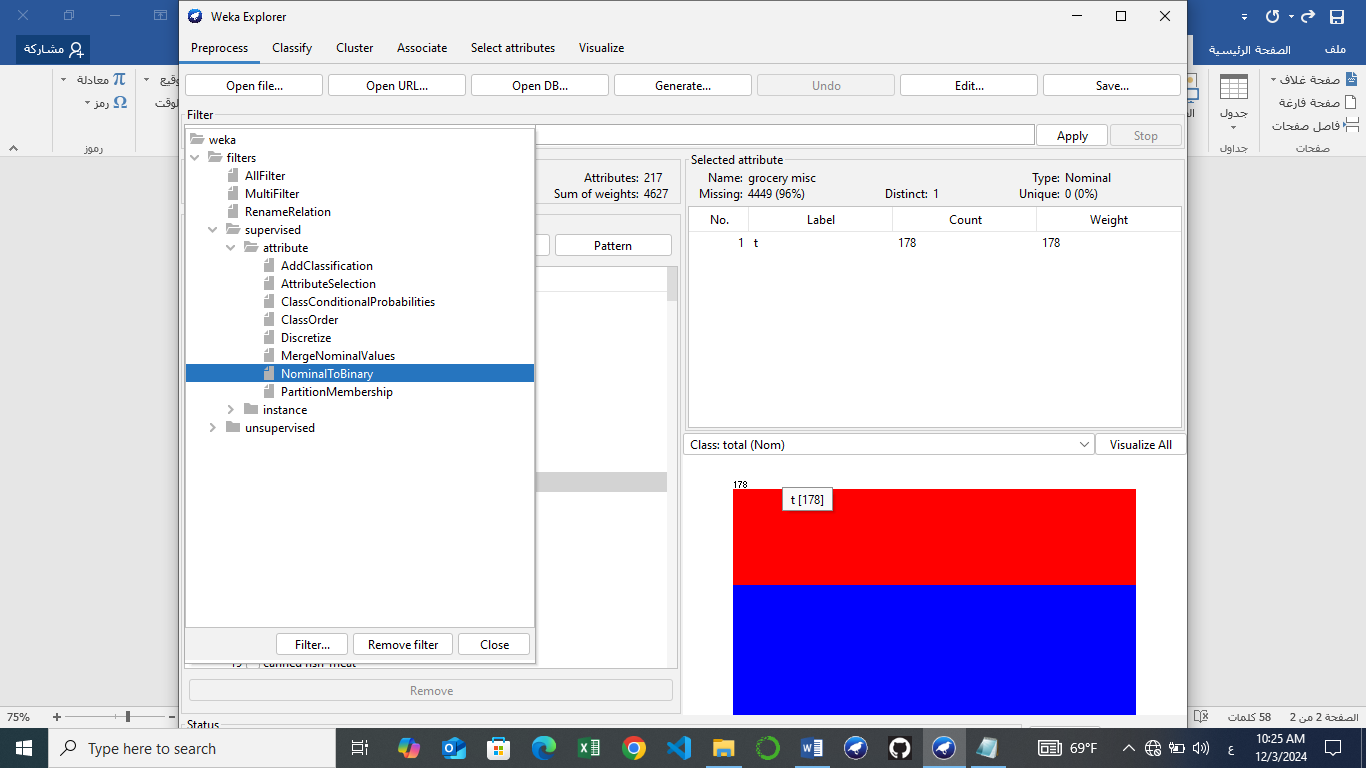 Weka Explorer
مشاركة
ملف
الصفحة الرئيسية
Preprocess Classify Cluster Associate Select attributes Visualize
Open file... Open URL... Open DB... Generate... Undo Edit... Save...
معادلة
رمز
رموز
صفحة غلاف
صفحة فارغة
فاصل صفحات
صفحات
جدول
جداول
Filter
Apply Stop
weka
filters
AllFilter
MultiFilter
RenameRelation
supervised
attribute
AddClassification
AttributeSelection
ClassConditionalProbabilities
ClassOrder
Discretize
MergeNominalValues
NominalToBinary
PartitionMembership
instance
unsupervised
Filter... Remove filter Close
Attributes: 217
Sum of weights: 4627
Pattern
Remove
Status
Selected attribute
Name: grocery misc Type: Nominal
Missing: 4449 (96%) Distinct: 1 Unique: 0 (0%)
No. Label Count Weight
1 t 178 178
Class: total (Nom) Visualize All
178
t [178]
75%
الصفحة 2 من 2
58 كلمات
Type here to search
69°F
ع
10:25 AM
12/3/2024